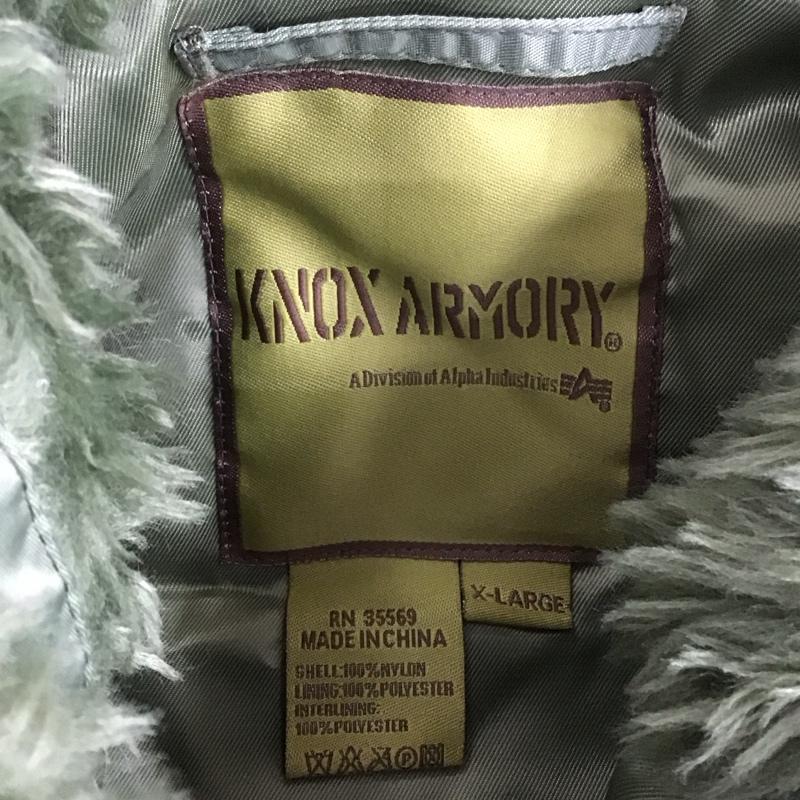 KNOX ARMORY®
A Division of Alpha Industries
X-LARGE
RN 35569
MADE IN CHINA
SHELL:100%NYLON
LINING:100%POLYESTER
INTERLINING:
100%POLYESTER